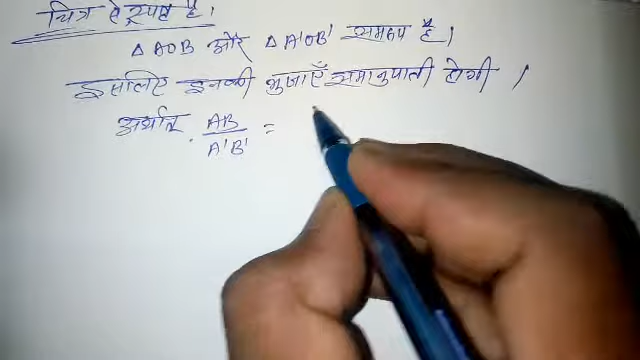 चित्र से स्पष्ट है।
Δ AOB और Δ A'OB' समरूप है।
इसलिए इनकी भुजाएँ समानुपाती होगी ।
अर्थात् AB/A'B' =